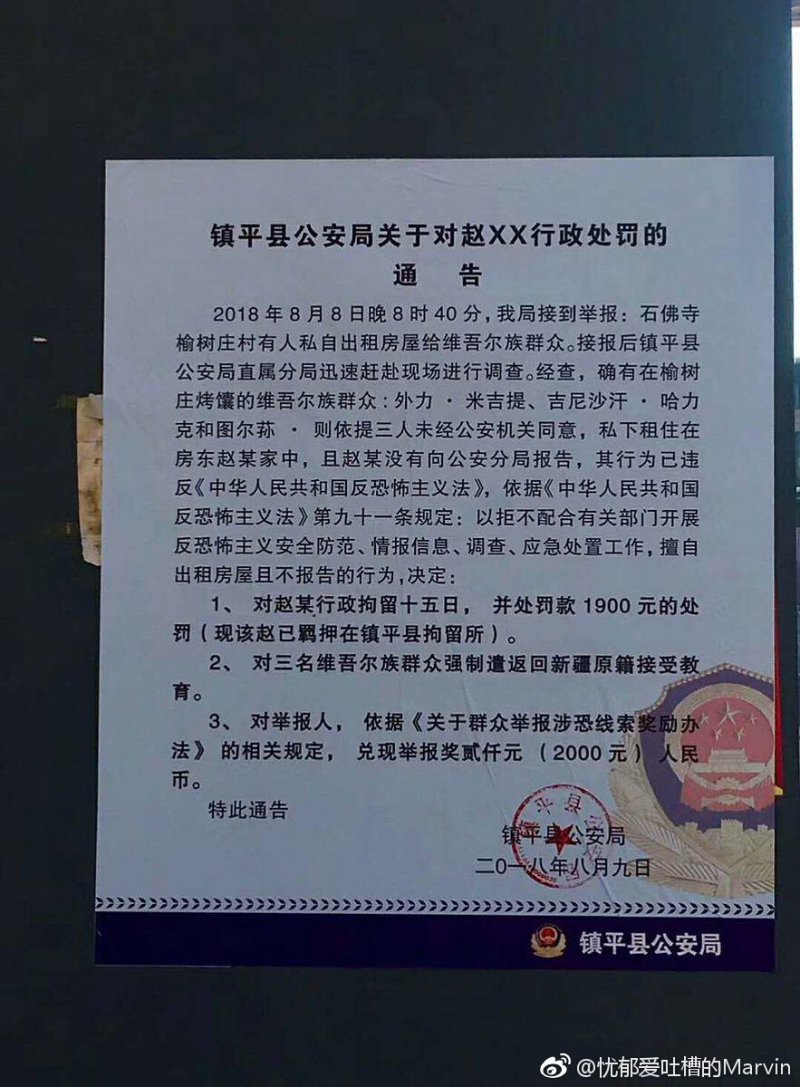 镇平县公安局关于对赵XX行政处罚的
通 告
2018年8月8日晚8时40分，我局接到举报：石佛寺
榆树庄村有人私自出租房屋给维吾尔族群众。接报后镇平县
公安局直属分局迅速赶赴现场进行调查。经查，确有在榆树
庄烤馕的维吾尔族群众：外力·米吉提、吉尼沙汗·哈力
克和图尔荪·则依提三人未经公安机关同意，私下租住在
房东赵某家中，且赵某没有向公安分局报告，其行为已违
反《中华人民共和国反恐怖主义法》，依据《中华人民共和国
反恐怖主义法》第九十一条规定：以拒不配合有关部门开展
反恐怖主义安全防范、情报信息、调查、应急处置工作，擅自
出租房屋且不报告的行为，决定：
1、 对赵某行政拘留十五日， 并处罚款1900元的处
罚（现该赵已羁押在镇平县拘留所）。
2、 对三名维吾尔族群众强制遣返回新疆原籍接受教
育。
3、 对举报人， 依据《关于群众举报涉恐线索奖励办
法》的相关规定， 兑现举报奖贰仟元 （2000元） 人民
币。
特此通告
镇平县公安局
二0一八年八月九日
镇平县公安局
@忧郁爱吐槽的Marvin